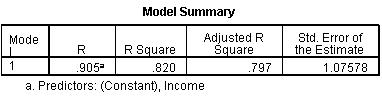 Model Summary
Mode
l R R Square Adjusted R
Square Std. Error of
the Estimate
1 .905a .820 .797 1.07578
a. Predictors: (Constant), Income